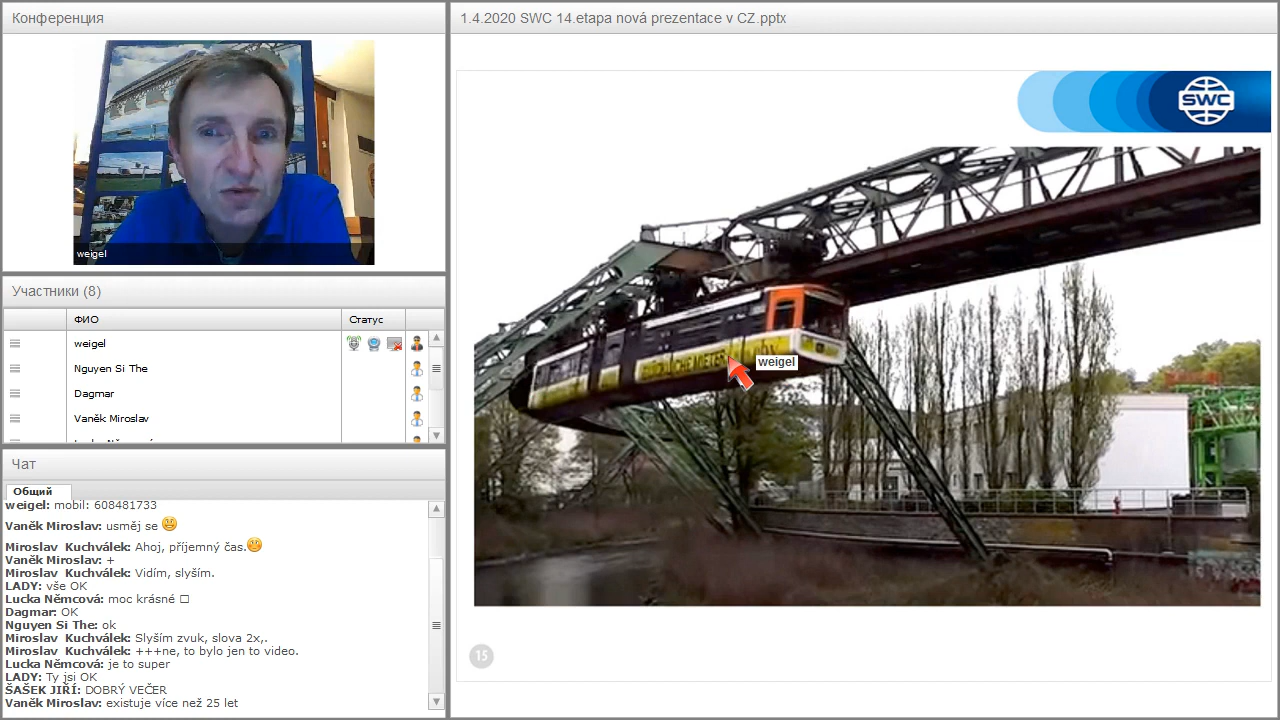 Конференция
weigel
Участники (8)
ФИО
Статус
weigel
Nguyen Si The
Dagmar
Vaněk Miroslav
Чат
Общий
weigel: mobil: 608481733
Vaněk Miroslav: usměj se
Miroslav Kuchválek: Ahoj, příjemný čas.
Vaněk Miroslav: +
Miroslav Kuchválek: Vidím, slyším.
LADY: vše OK
Lucka Němcová: moc krásné □
Dagmar: OK
Nguyen Si The: ok
Miroslav Kuchválek: Slyším zvuk, slova 2x,.
Miroslav Kuchválek: +++ne, to bylo jen to video.
Lucka Němcová: je to super
LADY: Ty jsi OK
ŠAŠEK JIŘÍ: DOBRÝ VEČER
Vaněk Miroslav: existuje více než 25 let
1.4.2020 SWC 14.etapa nová prezentace v CZ.pptx
SWC
weigel
15